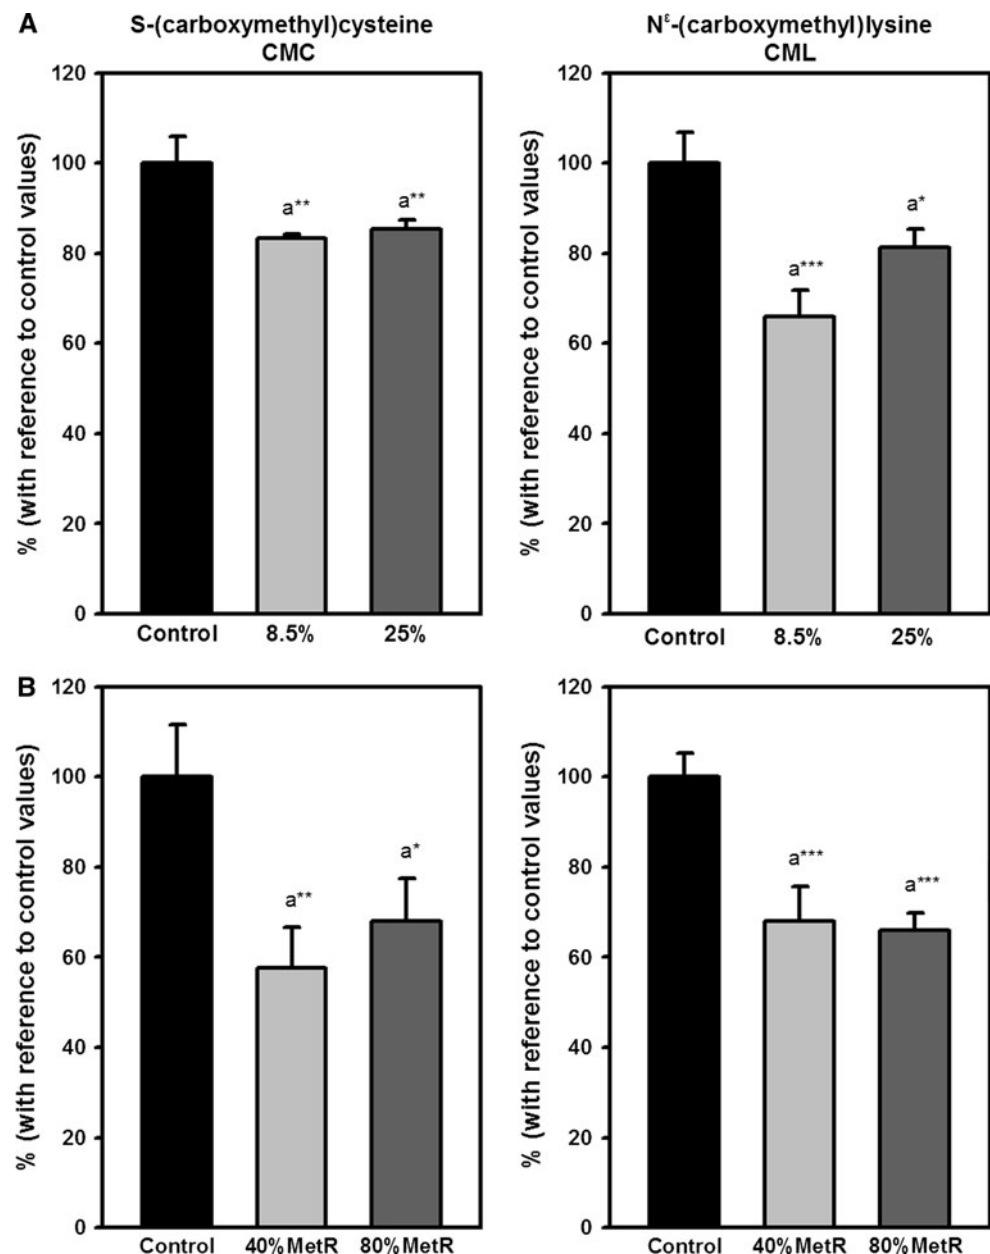 A
S-(carboxymethyl)cysteine
CMC
% (with reference to control values)
120
100
80
60
40
20
0
a**
a**
Control 8.5% 25%
Nᵋ-(carboxymethyl)lysine
CML
% (with reference to control values)
120
100
80
60
40
20
0
a***
a*
Control 8.5% 25%
B
% (with reference to control values)
120
100
80
60
40
20
0
a**
a*
Control 40%MetR 80%MetR
% (with reference to control values)
120
100
80
60
40
20
0
a***
a***
Control 40%MetR 80%MetR